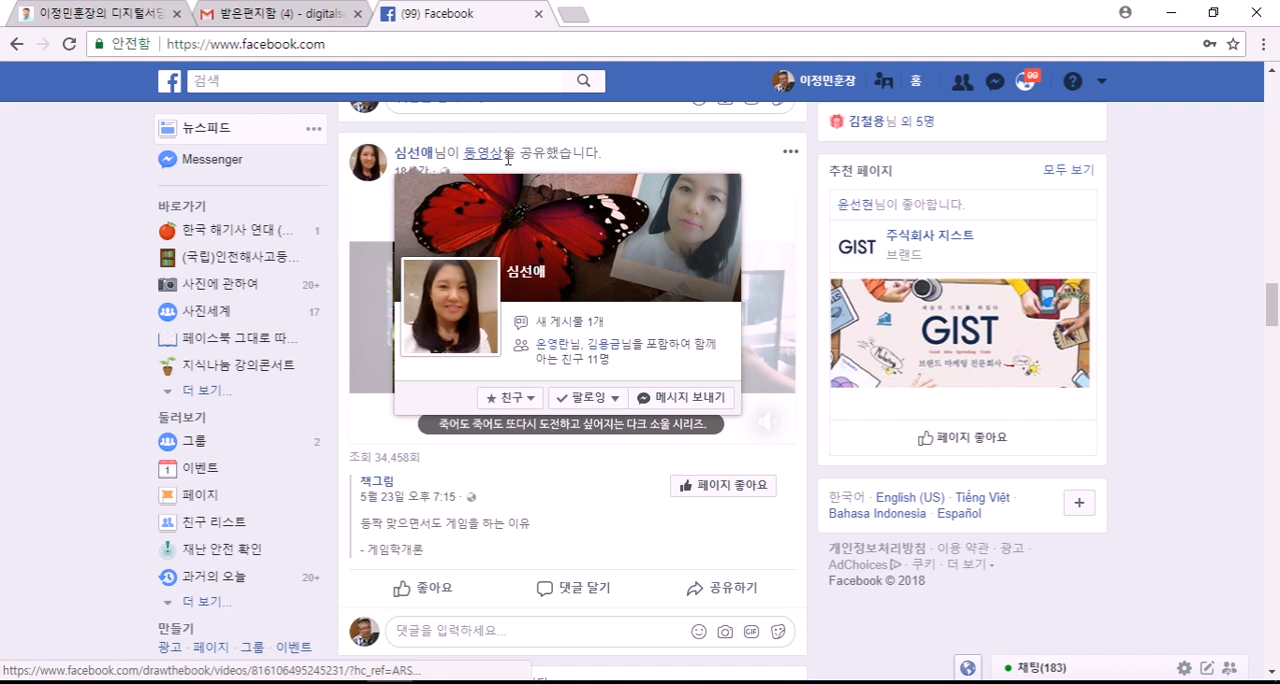 이정민훈장의 디지털서당
받은편지함 (4) - digitalse
(99) Facebook
안전함
https://www.facebook.com
검색
이정민훈장
홈
99
뉴스피드
Messenger
바로가기
한국 해기사 연대 (... 1
(국립)인천해사고등...
사진에 관하여 20+
사진세계 17
페이스북 그대로 따...
지식나눔 강의콘서트
더 보기...
둘러보기
그룹 2
이벤트
페이지
친구 리스트
재난 안전 확인
과거의 오늘 20+
더 보기...
만들기
광고 · 페이지 · 그룹 · 이벤트
심선애님이 동영상을 공유했습니다.
심선애
새 게시물 1개
온영란님, 김용금님을 포함하여 함께
아는 친구 11명
친구
팔로잉
메시지 보내기
죽어도 죽어도 또다시 도전하고 싶어지는 다크 소울 시리즈.
조회 34,458회
책그림
5월 23일 오후 7:15 ·
페이지 좋아요
등짝 맞으면서도 게임을 하는 이유
- 게임학개론
좋아요
댓글 달기
공유하기
댓글을 입력하세요...
GIF
김철용님 외 5명
추천 페이지
모두 보기
윤선현님이 좋아합니다.
GIST
주식회사 지스트
브랜드
GIST
브랜드 마케팅 전문회사
페이지 좋아요
한국어 · English (US) · Tiếng Việt ·
Bahasa Indonesia · Español
개인정보처리방침 · 이용 약관 · 광고 ·
AdChoices · 쿠키 · 더 보기
Facebook © 2018
https://www.facebook.com/drawthebook/videos/816106495245231/?hc_ref=ARS...
채팅(183)